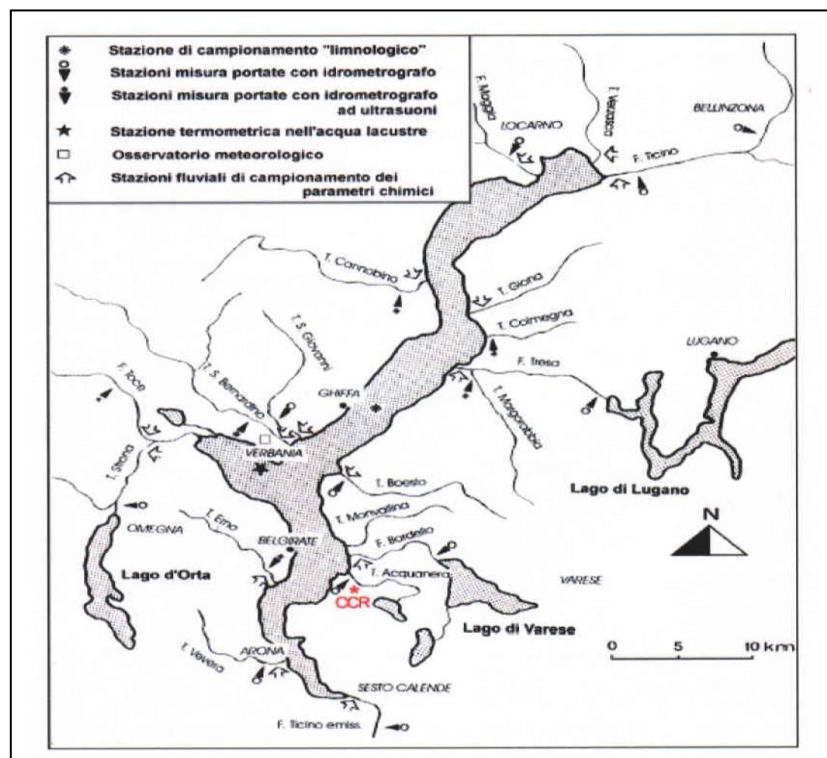 Stazione di campionamento "limnologico"
Stazioni misura portate con idrometrografo
Stazioni misura portate con idrometrografo
ad ultrasuoni
Stazione termometrica nell'acqua lacustre
Osservatorio meteorologico
Stazioni fluviali di campionamento dei
parametri chimici
F. Maggia
LOCARNO
T. Verzasca
BELLINZONA
F. Ticino
T. Cannobino
T. Giona
T. Colmegna
LUGANO
F. Tresa
T. Margorabbia
Lago di Lugano
T. S. Giovanni
T. S. Bernardino
GHIFFA
F. Toce
VERBANIA
T. Strona
T. Boesio
T. Monvallina
OMEGNA
T. Erno
BELGIRATE
F. Bardello
T. Acquanera
CCR
Lago d'Orta
VARESE
Lago di Varese
N
ARONA
T. Vevera
SESTO CALENDE
F. Ticino emiss.
0 5 10 km